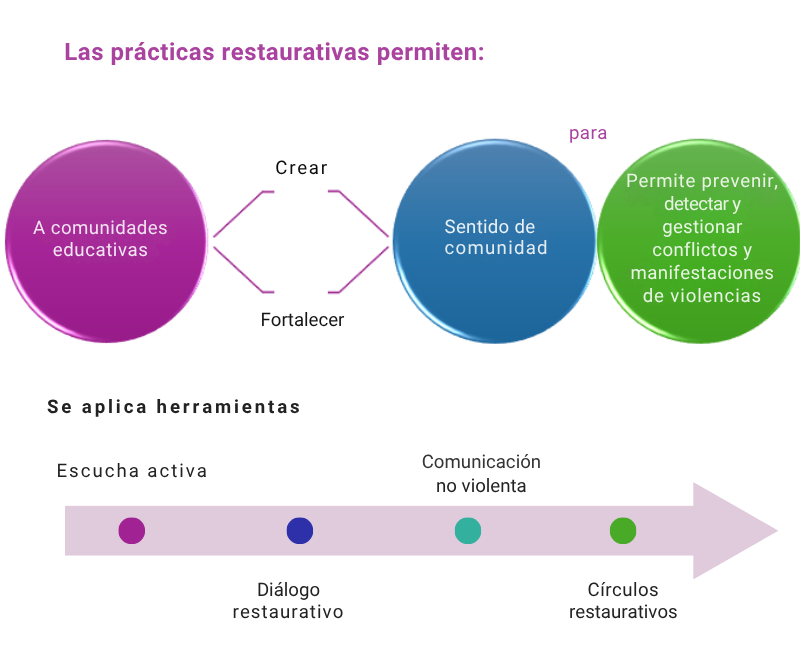 Las prácticas restaurativas permiten:
para
Crear
A comunidades
educativas
Fortalecer
Sentido de
comunidad
Permite prevenir,
detectar y
gestionar
conflictos y
manifestaciones
de violencias
Se aplica herramientas
Escucha activa
Diálogo
restaurativo
Comunicación
no violenta
Círculos
restaurativos